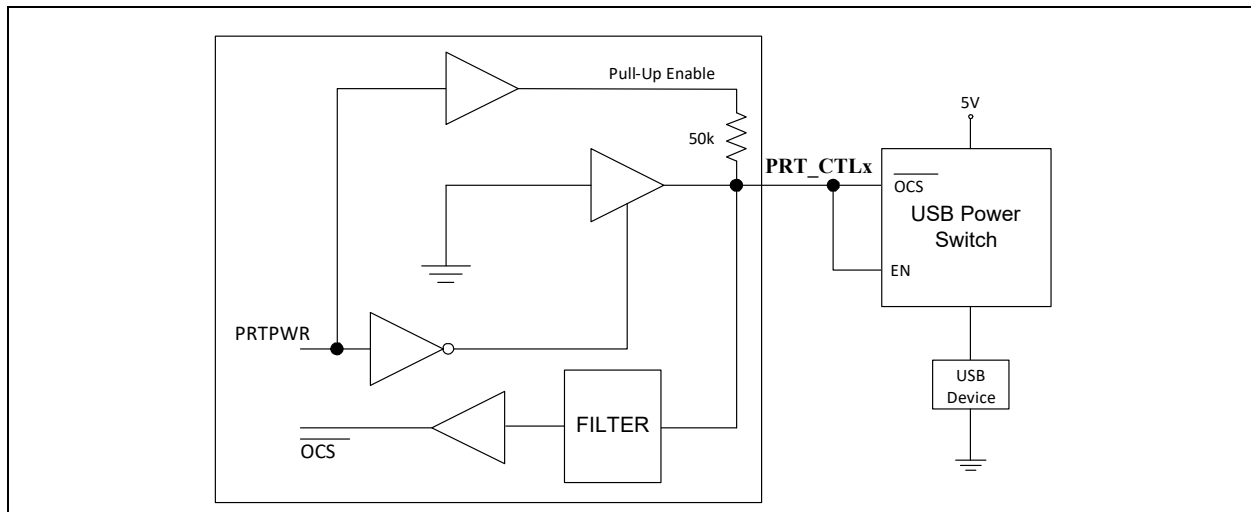 Pull-Up Enable
5V
50k
PRT_CTLx
OCS
USB Power
Switch
EN
PRTPWR
FILTER
OCS
USB
Device